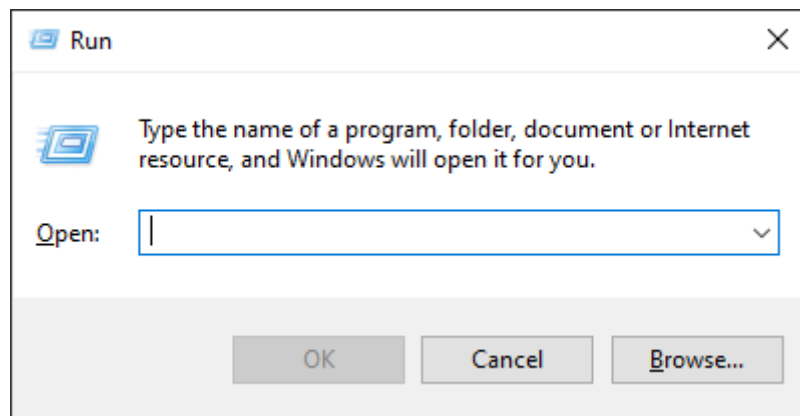 Run
Type the name of a program, folder, document or Internet
resource, and Windows will open it for you.
Open:
OK Cancel Browse...